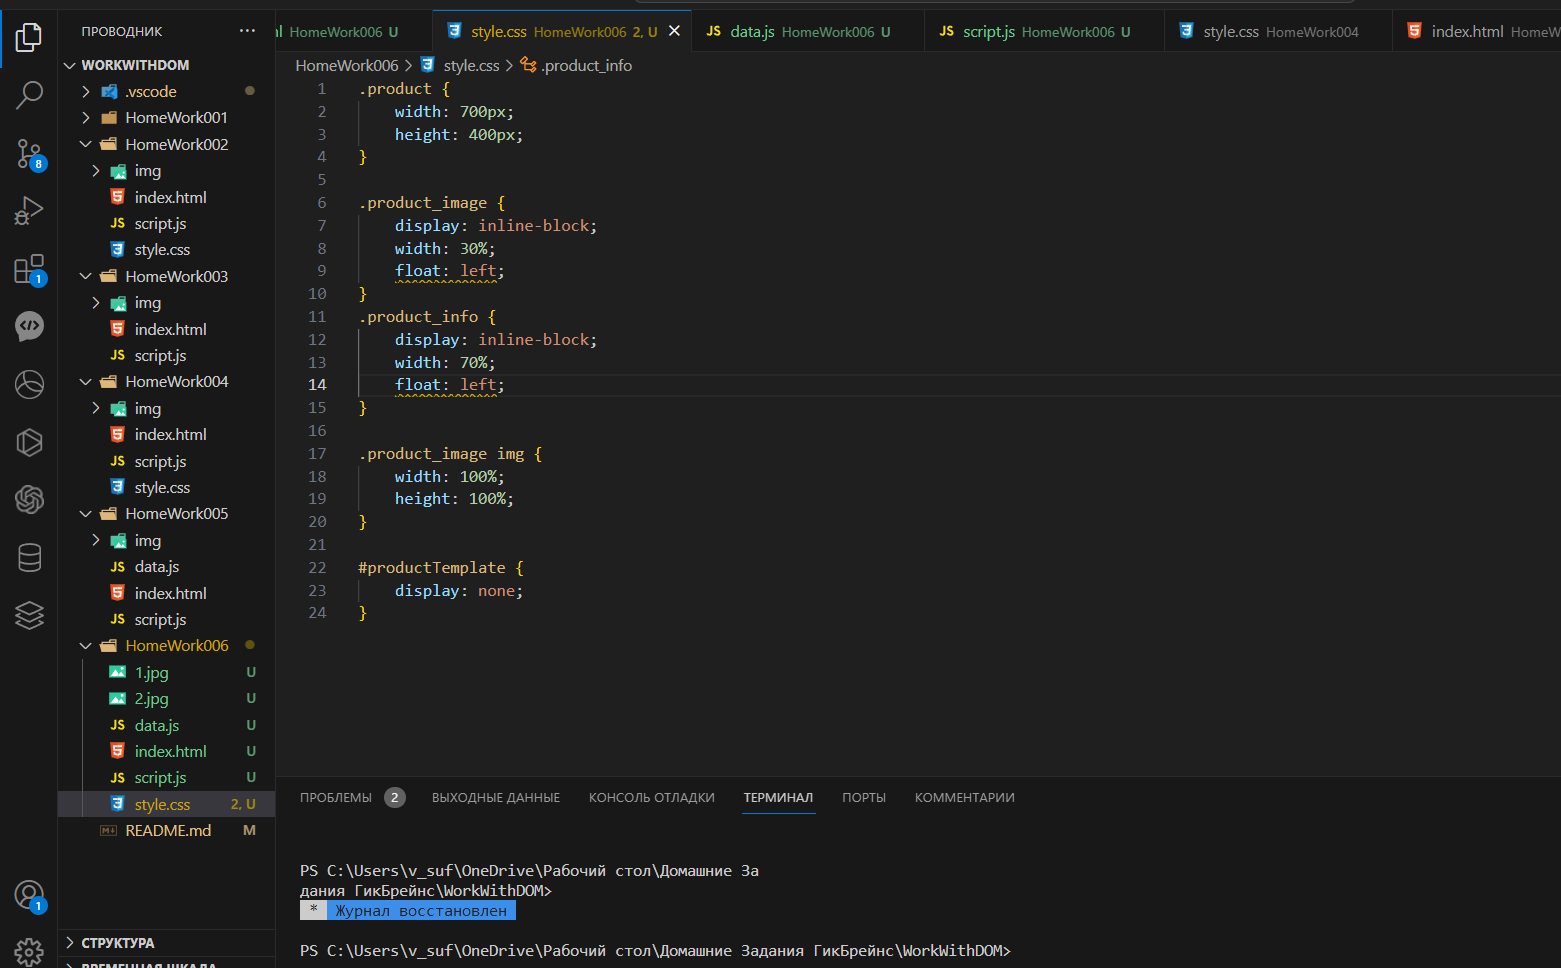 ПРОВОДНИК ···
WORKWITHDOM
.vscode
HomeWork001
HomeWork002
img
index.html
JS script.js
style.css
HomeWork003
img
index.html
JS script.js
HomeWork004
img
index.html
JS script.js
style.css
HomeWork005
img
JS data.js
index.html
JS script.js
HomeWork006
1.jpg U
2.jpg U
JS data.js U
index.html U
JS script.js U
style.css 2, U
README.md M
СТРУКТУРА
ВРЕМЕННАЯ ШКАЛА
8
1
1
HomeWork006 U
style.css HomeWork006 2, U
JS data.js HomeWork006 U
JS script.js HomeWork006 U
style.css HomeWork004
index.html HomeW
HomeWork006 > style.css > .product_info
1 .product {
2 width: 700px;
3 height: 400px;
4 }
5
6 .product_image {
7 display: inline-block;
8 width: 30%;
9 float: left;
10 }
11 .product_info {
12 display: inline-block;
13 width: 70%;
14 float: left;
15 }
16
17 .product_image img {
18 width: 100%;
19 height: 100%;
20 }
21
22 #productTemplate {
23 display: none;
24 }
ПРОБЛЕМЫ 2 ВЫХОДНЫЕ ДАННЫЕ КОНСОЛЬ ОТЛАДКИ ТЕРМИНАЛ ПОРТЫ КОММЕНТАРИИ
PS C:\Users\v_suf\OneDrive\Рабочий стол\Домашние За
дания ГикБрейнс\WorkWithDOM>
* Журнал восстановлен
PS C:\Users\v_suf\OneDrive\Рабочий стол\Домашние Задания ГикБрейнс\WorkWithDOM>